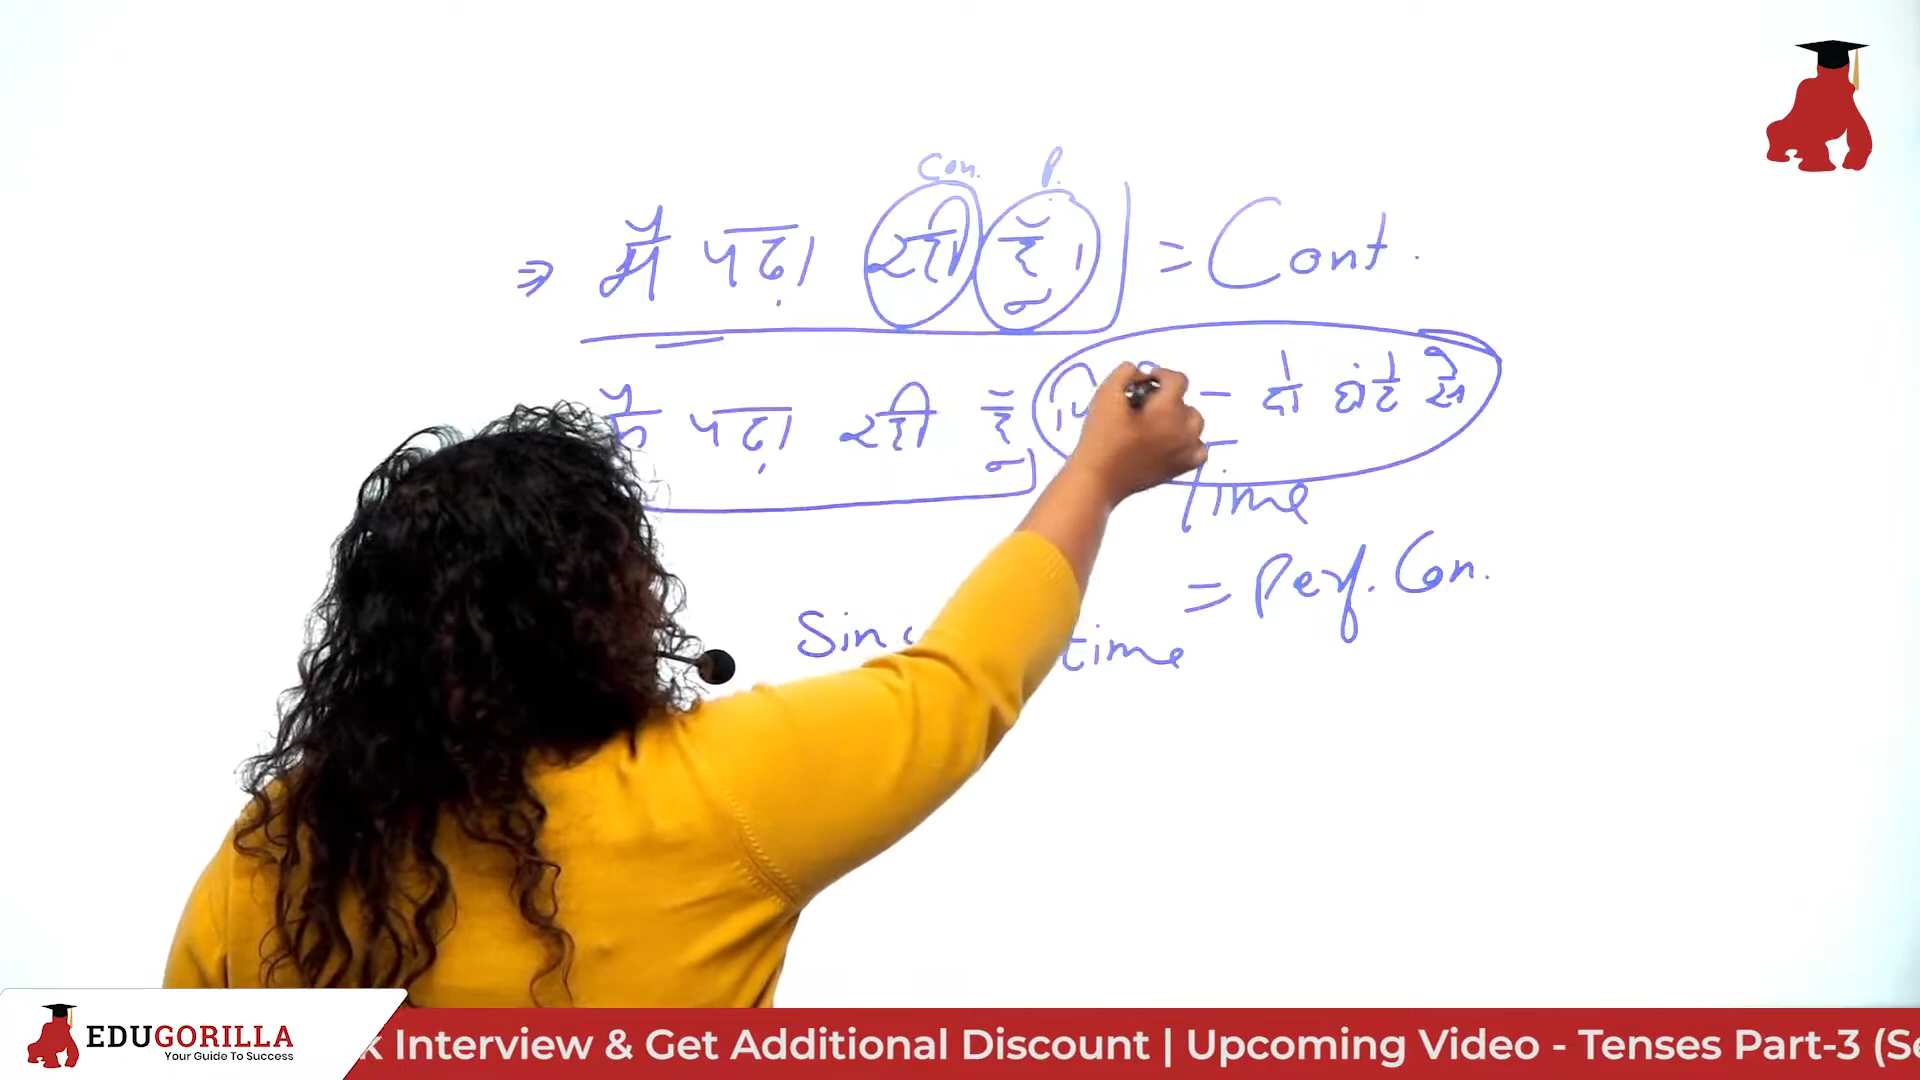 Con. P.
⇒ मैं पढ़ा रही हूँ। = Cont.
मैं पढ़ा रही हूँ दो घंटे से
Time
= Perf. Con.
time
EDUGORILLA
Your Guide To Success
k Interview & Get Additional Discount | Upcoming Video - Tenses Part-3 (Se